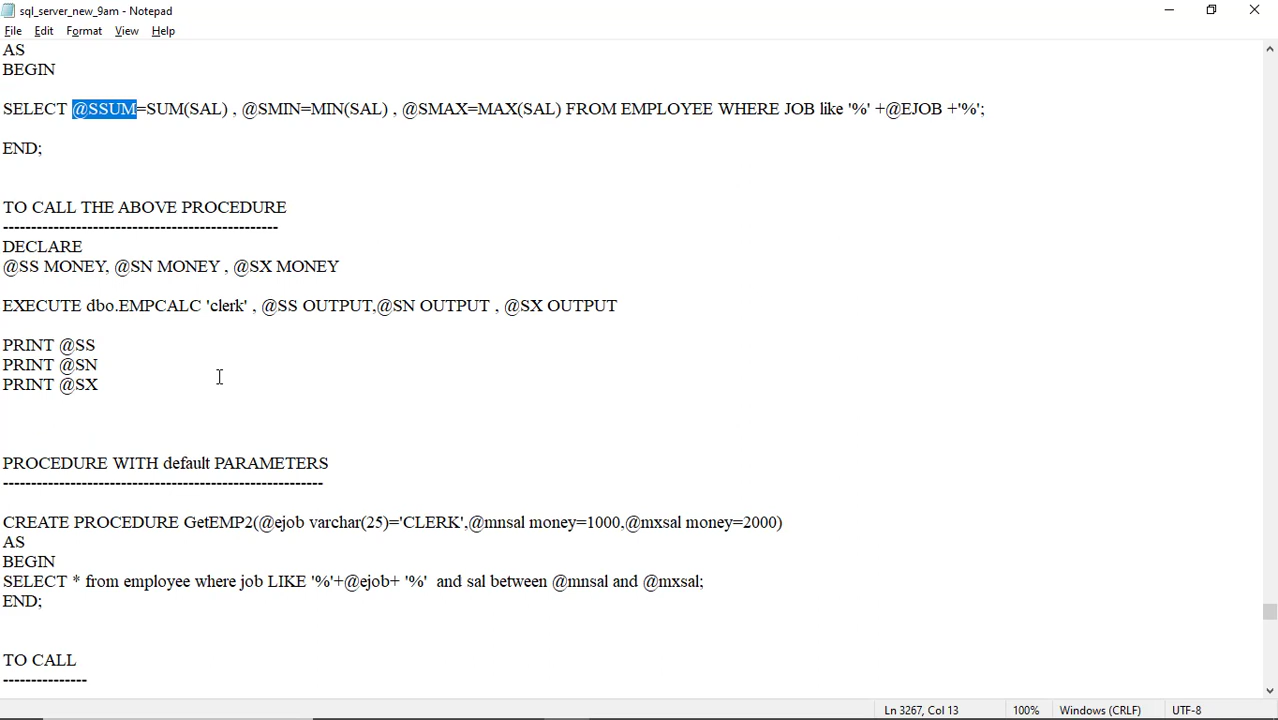 sql_server_new_9am - Notepad
File Edit Format View Help
AS
BEGIN
SELECT @SSUM=SUM(SAL) , @SMIN=MIN(SAL) , @SMAX=MAX(SAL) FROM EMPLOYEE WHERE JOB like '%' +@EJOB +'%';
END;
TO CALL THE ABOVE PROCEDURE
-------------------------------------------------
DECLARE
@SS MONEY, @SN MONEY , @SX MONEY
EXECUTE dbo.EMPCALC 'clerk' , @SS OUTPUT,@SN OUTPUT , @SX OUTPUT
PRINT @SS
PRINT @SN
PRINT @SX
PROCEDURE WITH default PARAMETERS
---------------------------------------------------------
CREATE PROCEDURE GetEMP2(@ejob varchar(25)='CLERK',@mnsal money=1000,@mxsal money=2000)
AS
BEGIN
SELECT * from employee where job LIKE '%'+@ejob+ '%'  and sal between @mnsal and @mxsal;
END;
TO CALL
---------------
Ln 3267, Col 13 100% Windows (CRLF) UTF-8